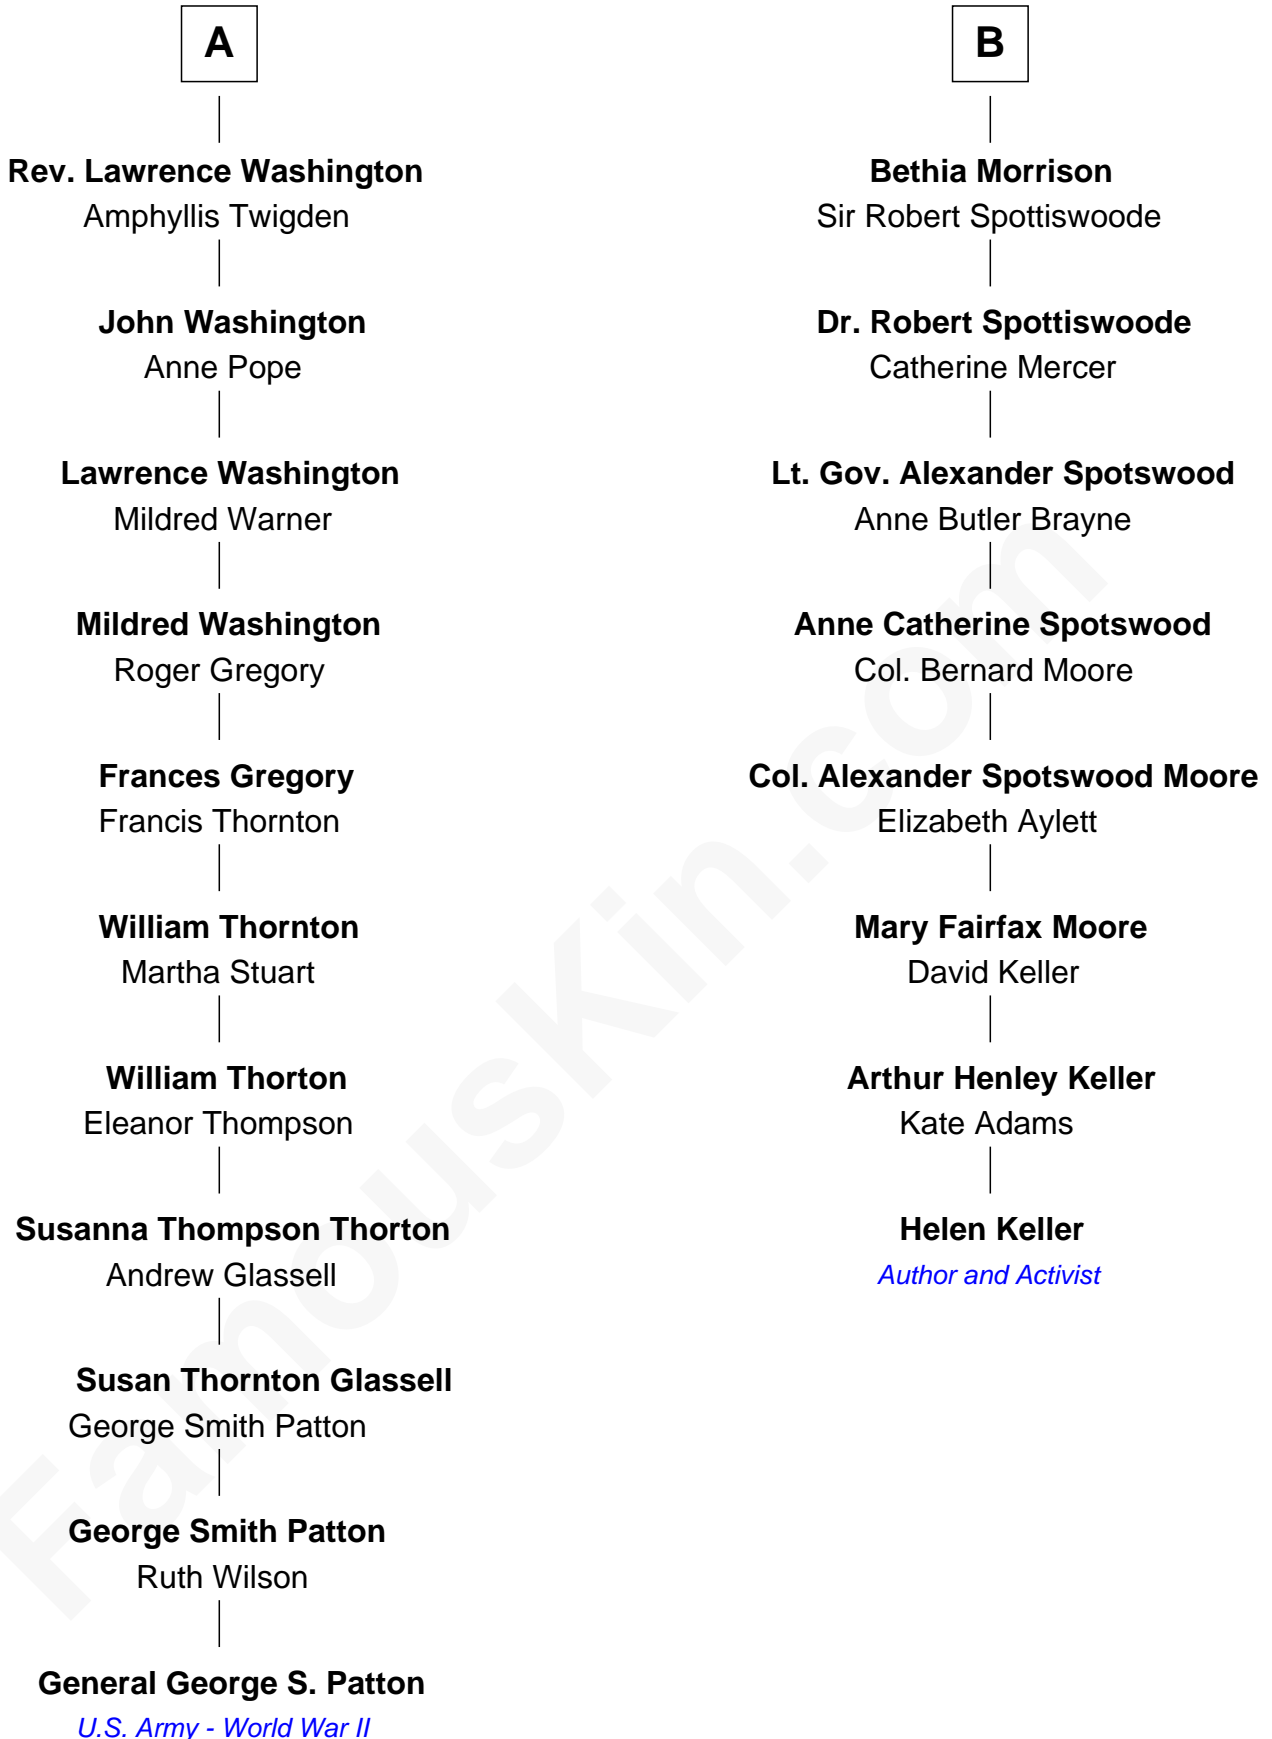 A
Rev. Lawrence Washington
Amphyllis Twigden
John Washington
Anne Pope
Lawrence Washington
Mildred Warner
Mildred Washington
Roger Gregory
Frances Gregory
Francis Thornton
William Thornton
Martha Stuart
William Thorton
Eleanor Thompson
Susanna Thompson Thorton
Andrew Glassell
Susan Thornton Glassell
George Smith Patton
George Smith Patton
Ruth Wilson
General George S. Patton
U.S. Army - World War II
B
Bethia Morrison
Sir Robert Spottiswoode
Dr. Robert Spottiswoode
Catherine Mercer
Lt. Gov. Alexander Spotswood
Anne Butler Brayne
Anne Catherine Spotswood
Col. Bernard Moore
Col. Alexander Spotswood Moore
Elizabeth Aylett
Mary Fairfax Moore
David Keller
Arthur Henley Keller
Kate Adams
Helen Keller
Author and Activist
FamousKin.com